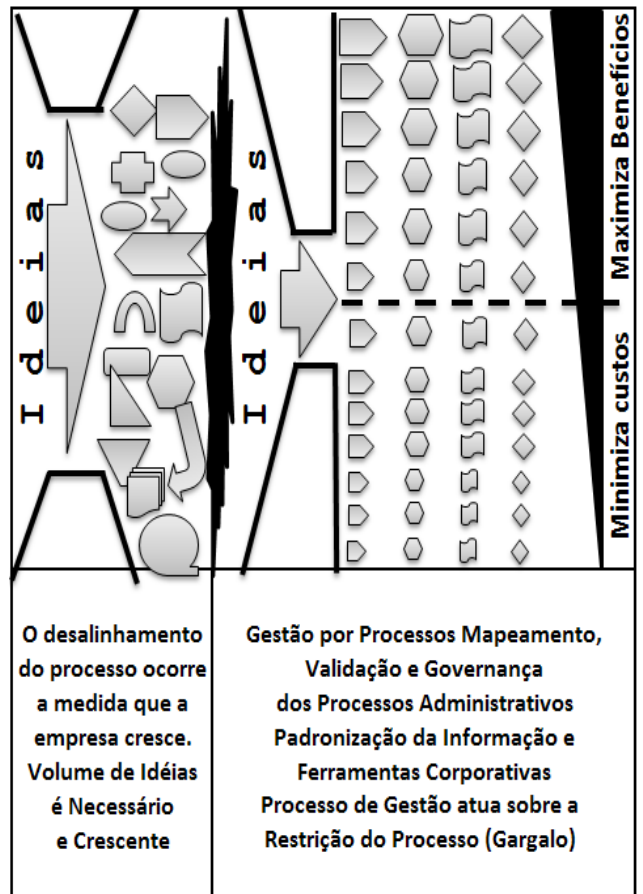 Ideias
Ideias
Maximiza Benefícios
Minimiza custos
O desalinhamento
do processo ocorre
a medida que a
empresa cresce.
Volume de Idéias
é Necessário
e Crescente
Gestão por Processos Mapeamento,
Validação e Governança
dos Processos Administrativos
Padronização da Informação e
Ferramentas Corporativas
Processo de Gestão atua sobre a
Restrição do Processo (Gargalo)